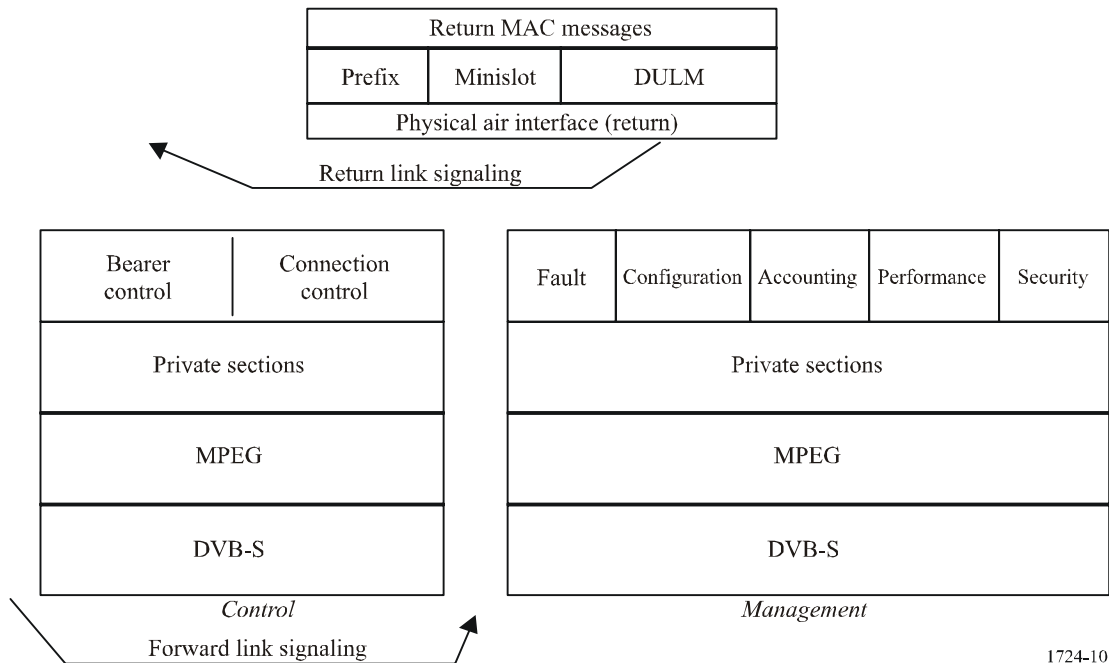 Return MAC messages
Prefix Minislot DULM
Physical air interface (return)
Return link signaling
Bearer control
Connection control
Private sections
MPEG
DVB-S
Control
Forward link signaling
Fault Configuration Accounting Performance Security
Private sections
MPEG
DVB-S
Management
1724-10